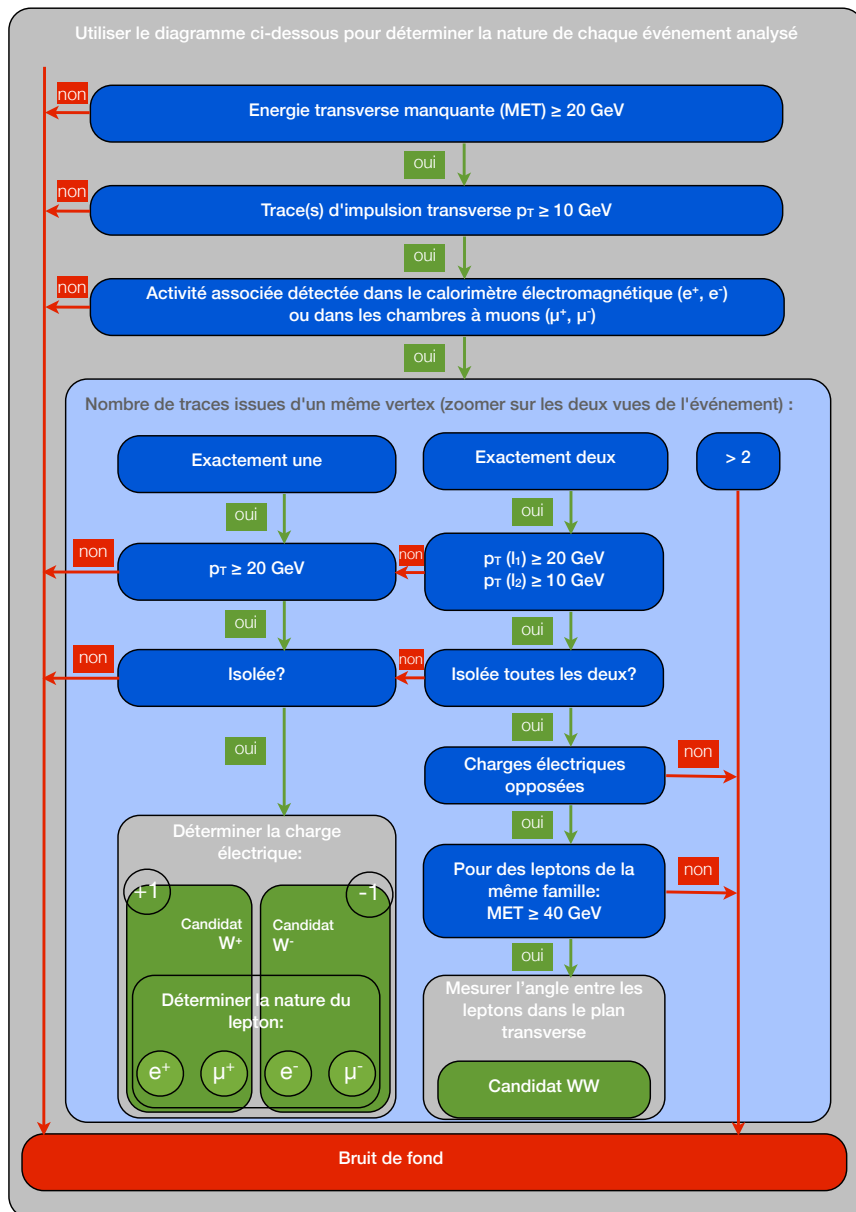 Utiliser le diagramme ci-dessous pour déterminer la nature de chaque événement analysé
non
Energie transverse manquante (MET) ≥ 20 GeV
oui
non
Trace(s) d'impulsion transverse pT ≥ 10 GeV
oui
non
Activité associée détectée dans le calorimètre électromagnétique (e⁺, e⁻)
ou dans les chambres à muons (μ⁺, μ⁻)
oui
Nombre de traces issues d'un même vertex (zoomer sur les deux vues de l'événement) :
Exactement une
Exactement deux
> 2
oui
oui
non
pT ≥ 20 GeV
non
pT (l₁) ≥ 20 GeV
pT (l₂) ≥ 10 GeV
oui
oui
non
Isolée?
non
Isolée toutes les deux?
oui
oui
Charges électriques
opposées
non
oui
Déterminer la charge
électrique:
+1
-1
Candidat
W⁺
Candidat
W⁻
Pour des leptons de la
même famille:
MET ≥ 40 GeV
non
oui
Déterminer la nature du
lepton:
e⁺
μ⁺
e⁻
μ⁻
Mesurer l'angle entre les
leptons dans le plan
transverse
Candidat WW
Bruit de fond